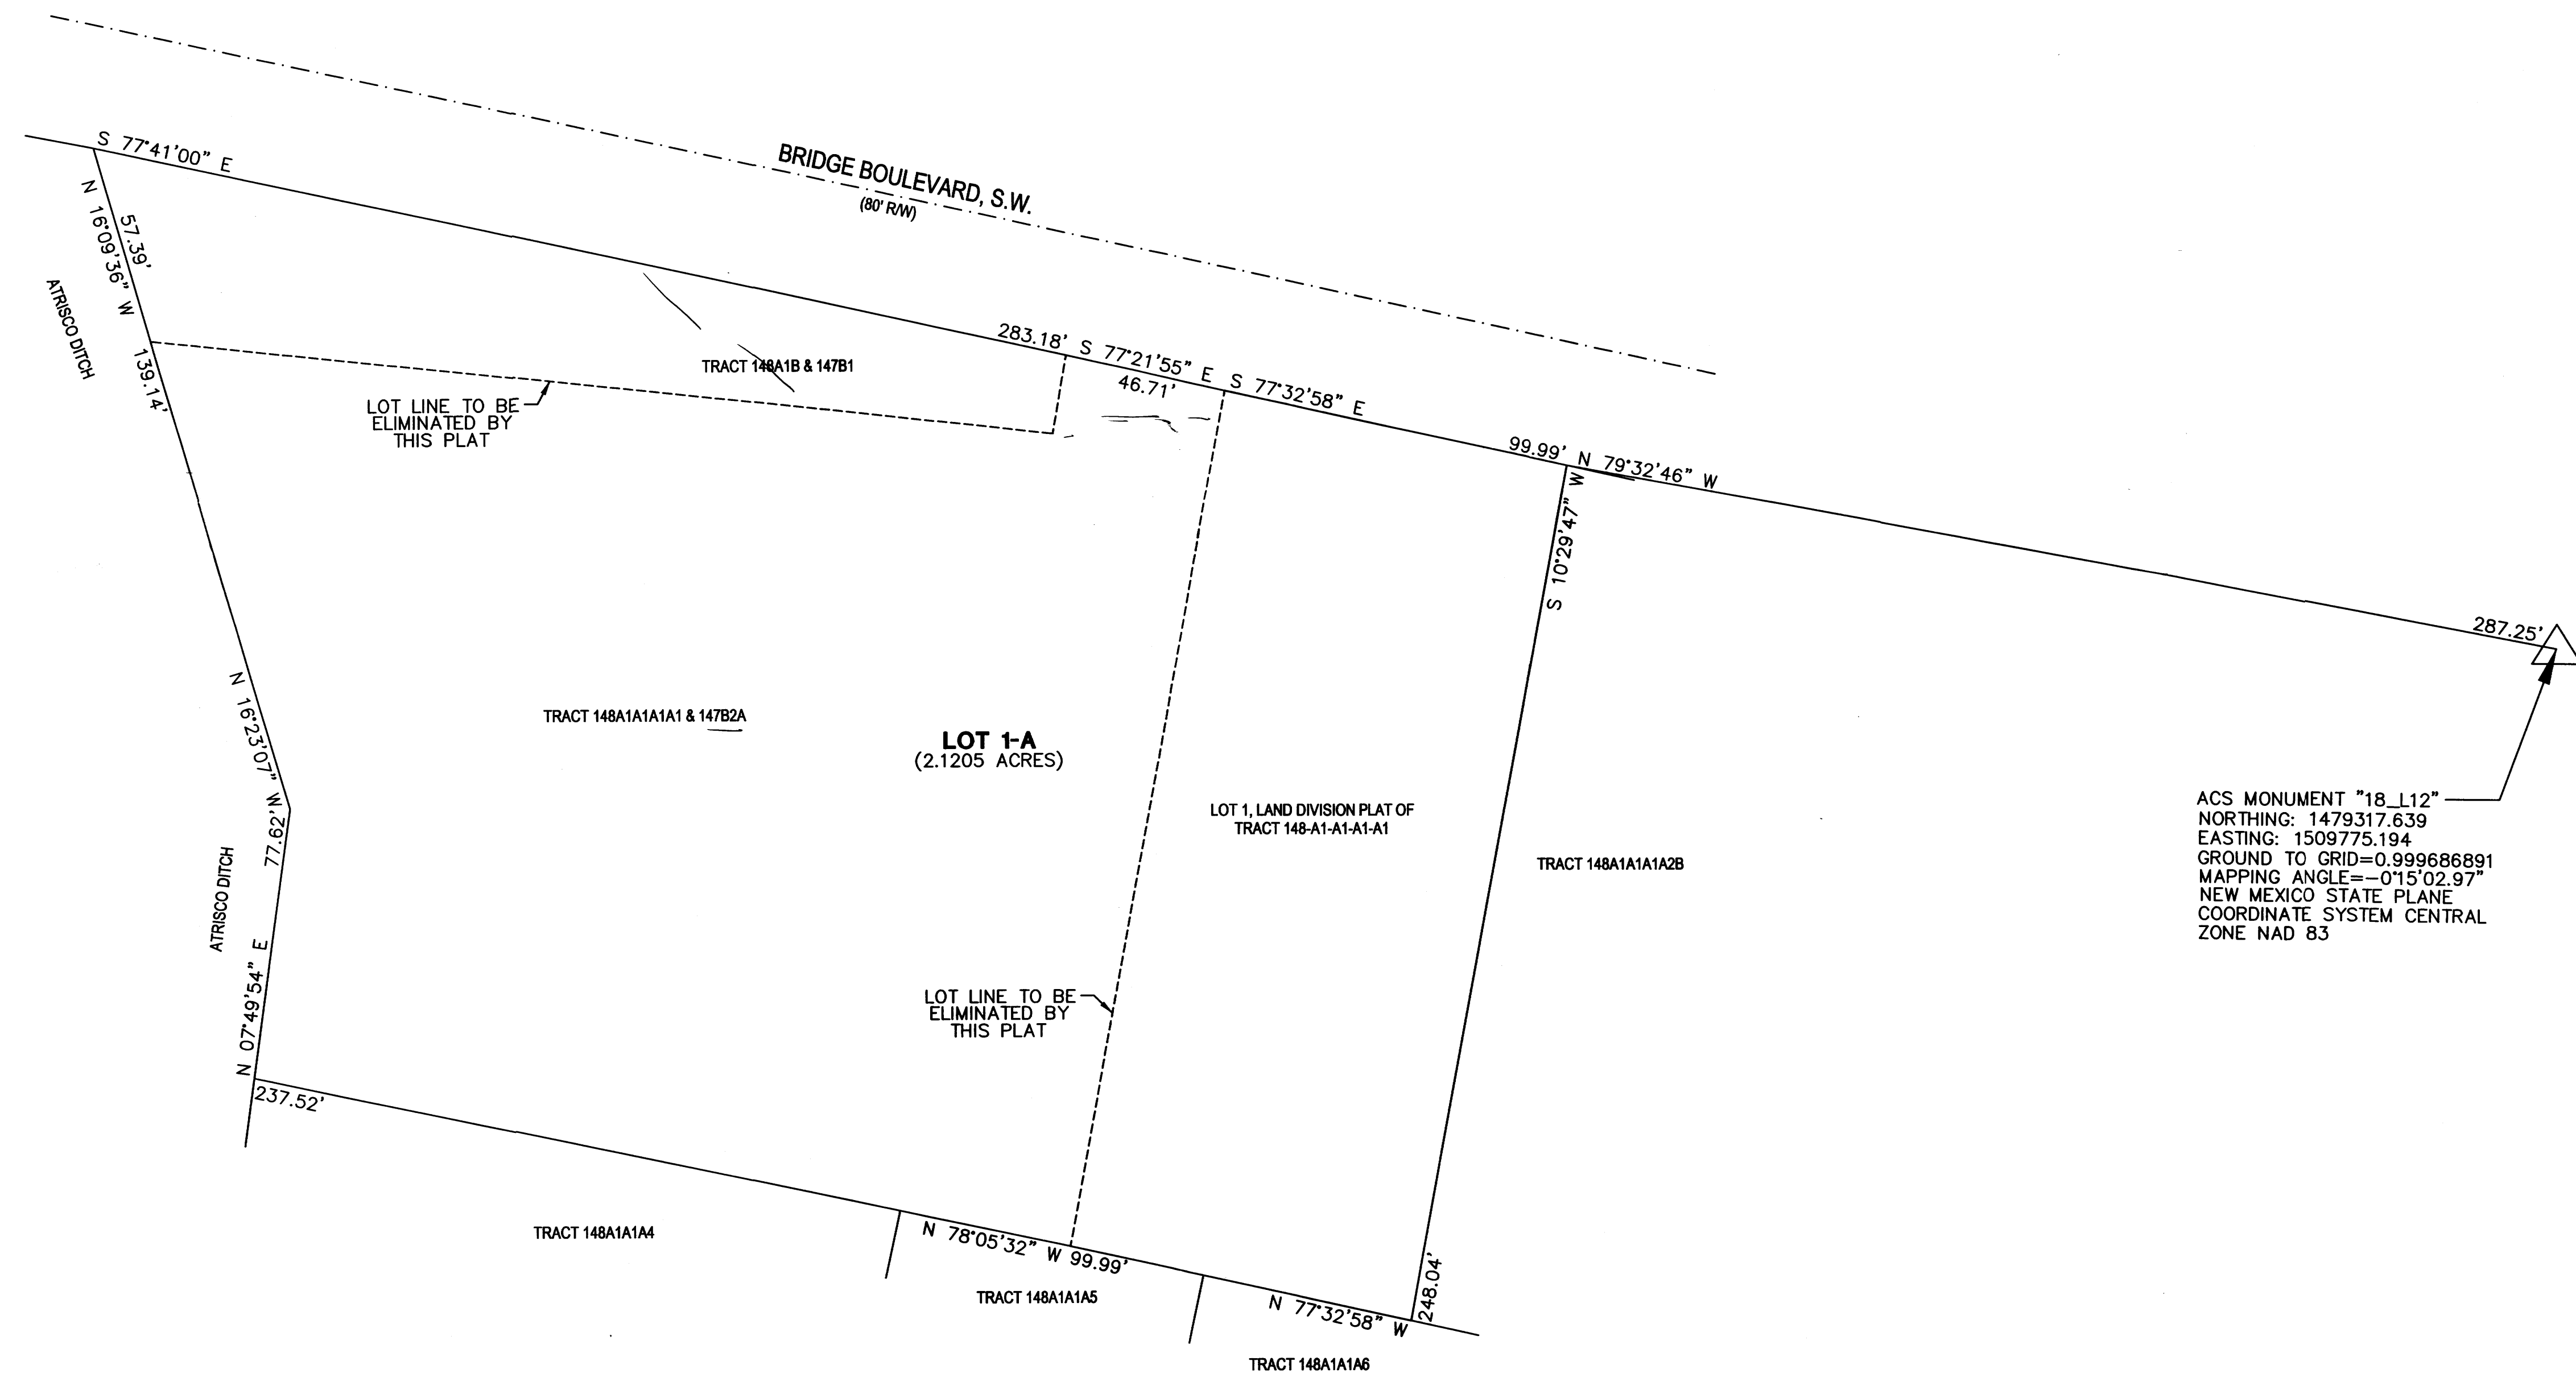 BRIDGE BOULEVARD, S.W.
(80' R/W)
S 77°41'00" E
283.18'
S 77°21'55" E
46.71'
S 77°32'58" E
99.99'
N 79°32'46" W
287.25'
N 16°09'36" W
57.39'
ATRISCO DITCH
139.14'
TRACT 148A1B & 147B1
LOT LINE TO BE
ELIMINATED BY
THIS PLAT
S 10°29'47" W
N 16°23'07" W
TRACT 148A1A1A1A1 & 147B2A
LOT 1-A
(2.1205 ACRES)
LOT 1, LAND DIVISION PLAT OF
TRACT 148-A1-A1-A1-A1
TRACT 148A1A1A1A2B
ACS MONUMENT "18_L12"
NORTHING: 1479317.639
EASTING: 1509775.194
GROUND TO GRID=0.999686891
MAPPING ANGLE=-0°15'02.97"
NEW MEXICO STATE PLANE
COORDINATE SYSTEM CENTRAL
ZONE NAD 83
77.62'
ATRISCO DITCH
N 07°49'54" E
LOT LINE TO BE
ELIMINATED BY
THIS PLAT
237.52'
N 78°05'32" W
99.99'
N 77°32'58" W
248.04'
TRACT 148A1A1A4
TRACT 148A1A1A5
TRACT 148A1A1A6